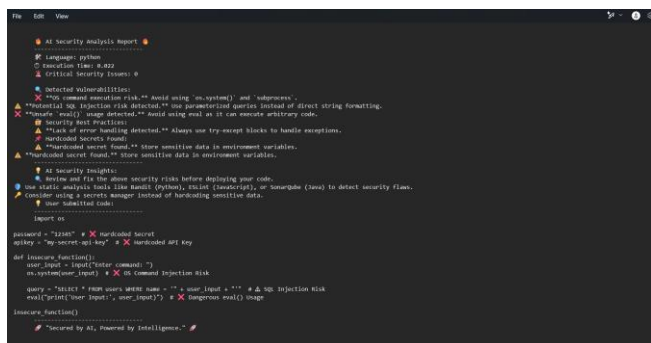 File Edit View
🔥 AI Security Analysis Report 🔥
--------------------------------
🛠 Language: python
⏱ Execution Time: 0.022
🚨 Critical Security Issues: 0
🔍 Detected Vulnerabilities:
❌ **OS command execution risk.** Avoid using `os.system()` and `subprocess`.
⚠ **Potential SQL Injection risk detected.** Use parameterized queries instead of direct string formatting.
❌ **Unsafe `eval()` usage detected.** Avoid using eval as it can execute arbitrary code.
Security Best Practices:
⚠ **Lack of error handling detected.** Always use try-except blocks to handle exceptions.
📌 Hardcoded Secrets Found:
⚠ **Hardcoded secret found.** Store sensitive data in environment variables.
⚠ **Hardcoded secret found.** Store sensitive data in environment variables.
--------------------------------
💡 AI Security Insights:
🔍 Review and fix the above security risks before deploying your code.
Use static analysis tools like Bandit (Python), ESLint (JavaScript), or SonarQube (Java) to detect security flaws.
🔑 Consider using a secrets manager instead of hardcoding sensitive data.
💡 User Submitted Code:
--------------------------------
import os
password = "12345" # ❌ Hardcoded Secret
apikey = "my-secret-api-key" # ❌ Hardcoded API Key
def insecure_function():
user_input = input("Enter command: ")
os.system(user_input) # ❌ OS Command Injection Risk
query = "SELECT * FROM users WHERE name = '" + user_input + "'" # ⚠ SQL Injection Risk
eval("print('User Input:', user_input)") # ❌ Dangerous eval() Usage
insecure_function()
--------------------------------
🚀 "Secured by AI, Powered by Intelligence." 🚀